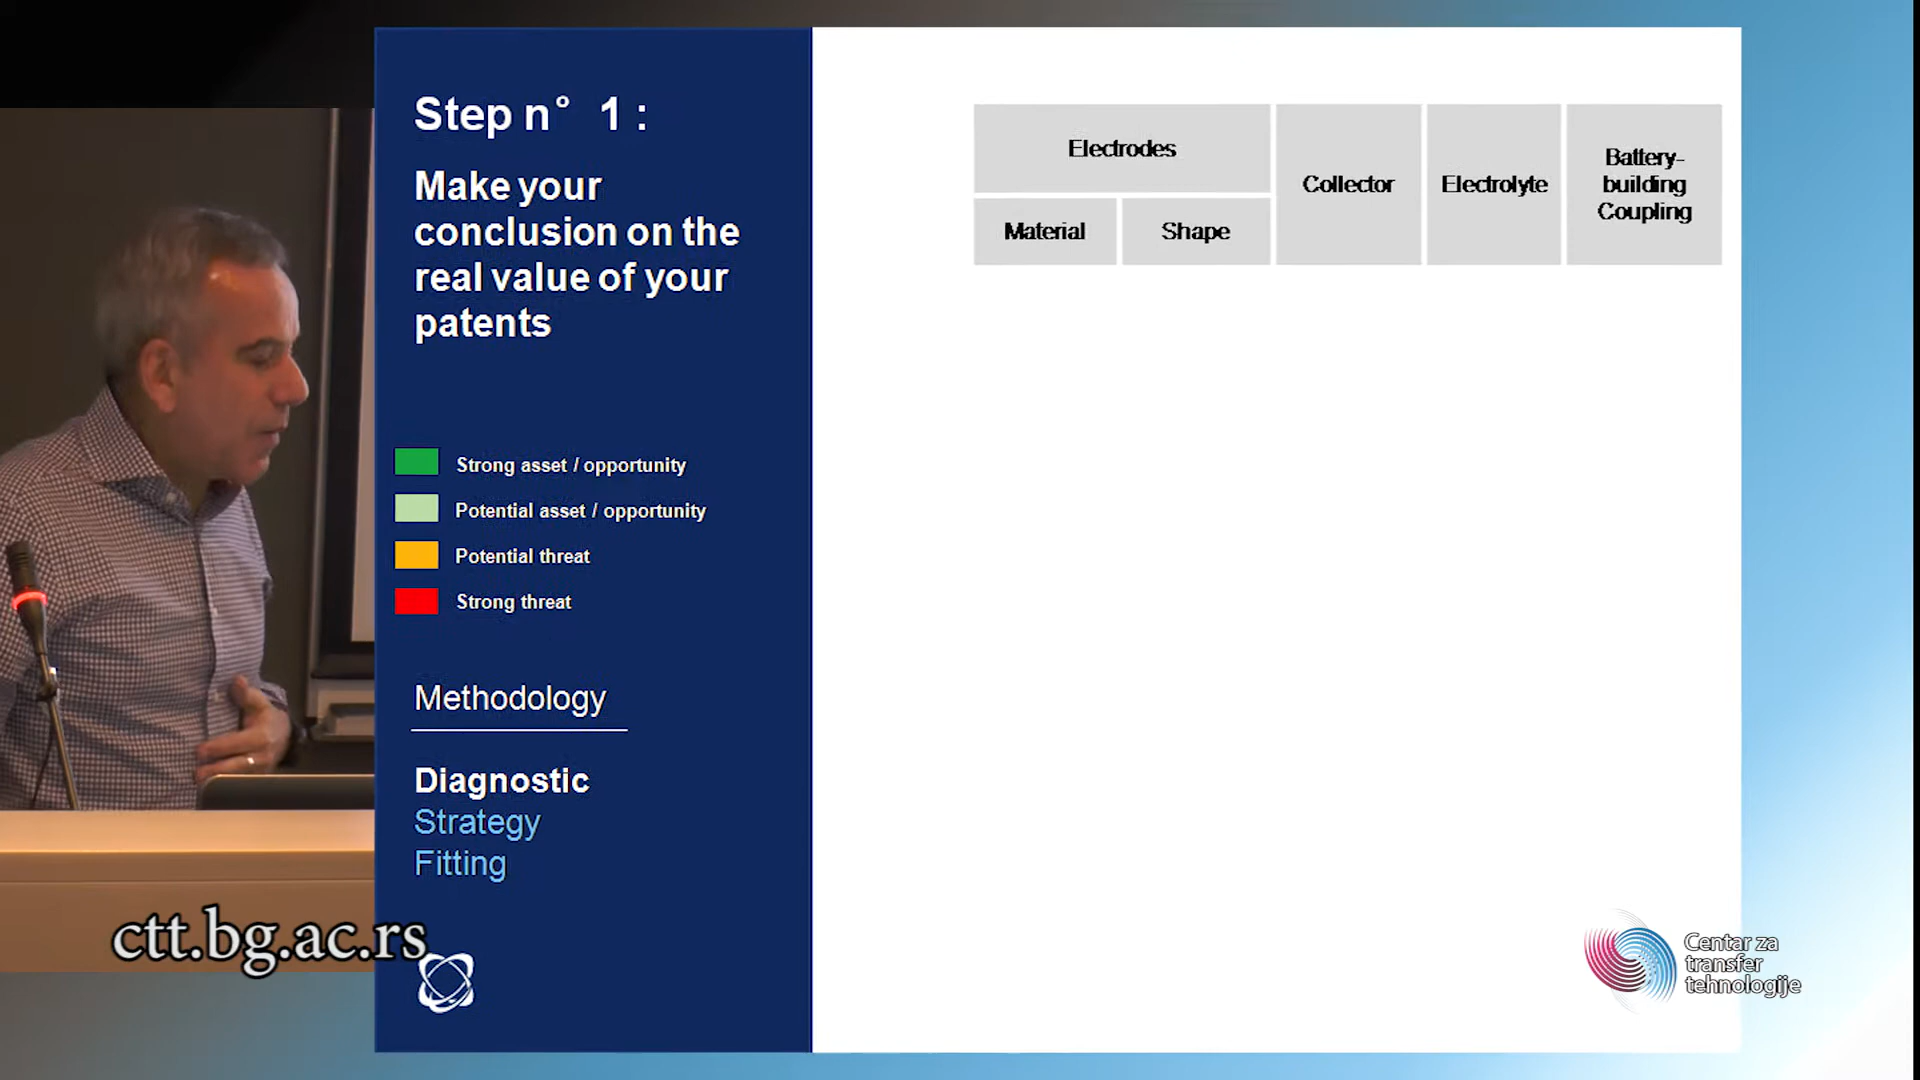 Step n° 1 :
Make your
conclusion on the
real value of your
patents
Strong asset / opportunity
Potential asset / opportunity
Potential threat
Strong threat
Methodology
Diagnostic
Strategy
Fitting
Electrodes
Material
Shape
Collector
Electrolyte
Battery-
building
Coupling
ctt.bg.ac.rs
Centar za
transfer
tehnologije